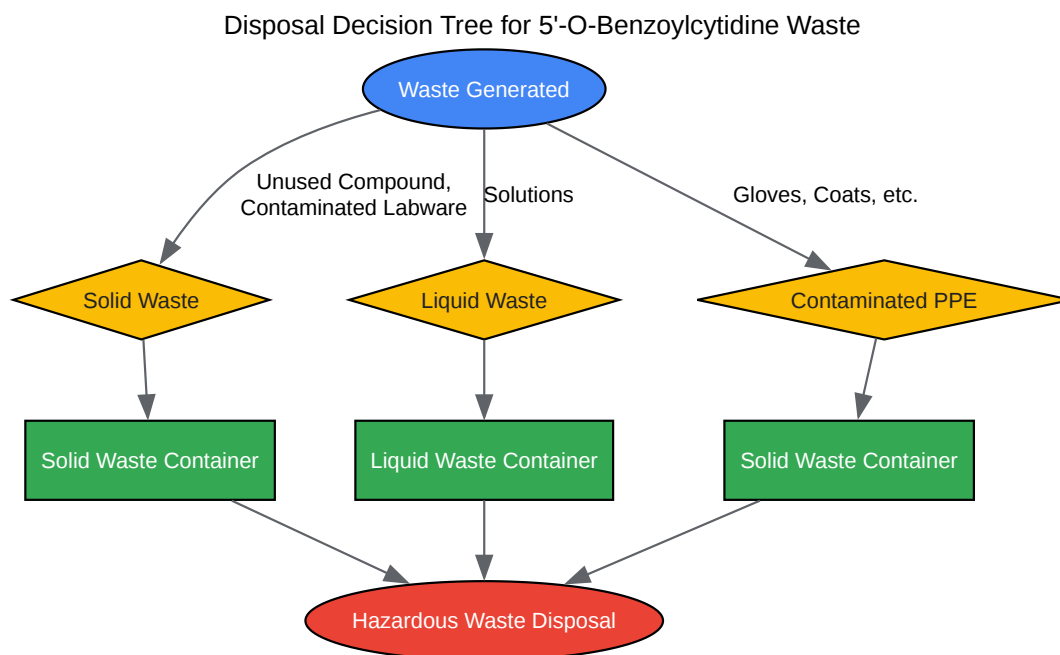 Disposal Decision Tree for 5'-O-Benzoylcytidine Waste
Waste Generated
Unused Compound,
Contaminated Labware
Solutions
Gloves, Coats, etc.
Solid Waste
Liquid Waste
Contaminated PPE
Solid Waste Container
Liquid Waste Container
Solid Waste Container
Hazardous Waste Disposal